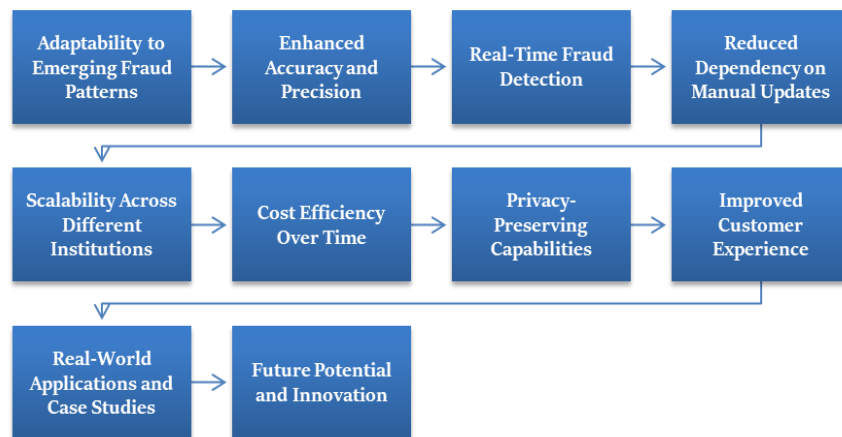 Adaptability to
Emerging Fraud
Patterns
Enhanced
Accuracy and
Precision
Real-Time Fraud
Detection
Reduced
Dependency on
Manual Updates
Scalability Across
Different
Institutions
Cost Efficiency
Over Time
Privacy-
Preserving
Capabilities
Improved
Customer
Experience
Real-World
Applications and
Case Studies
Future Potential
and Innovation